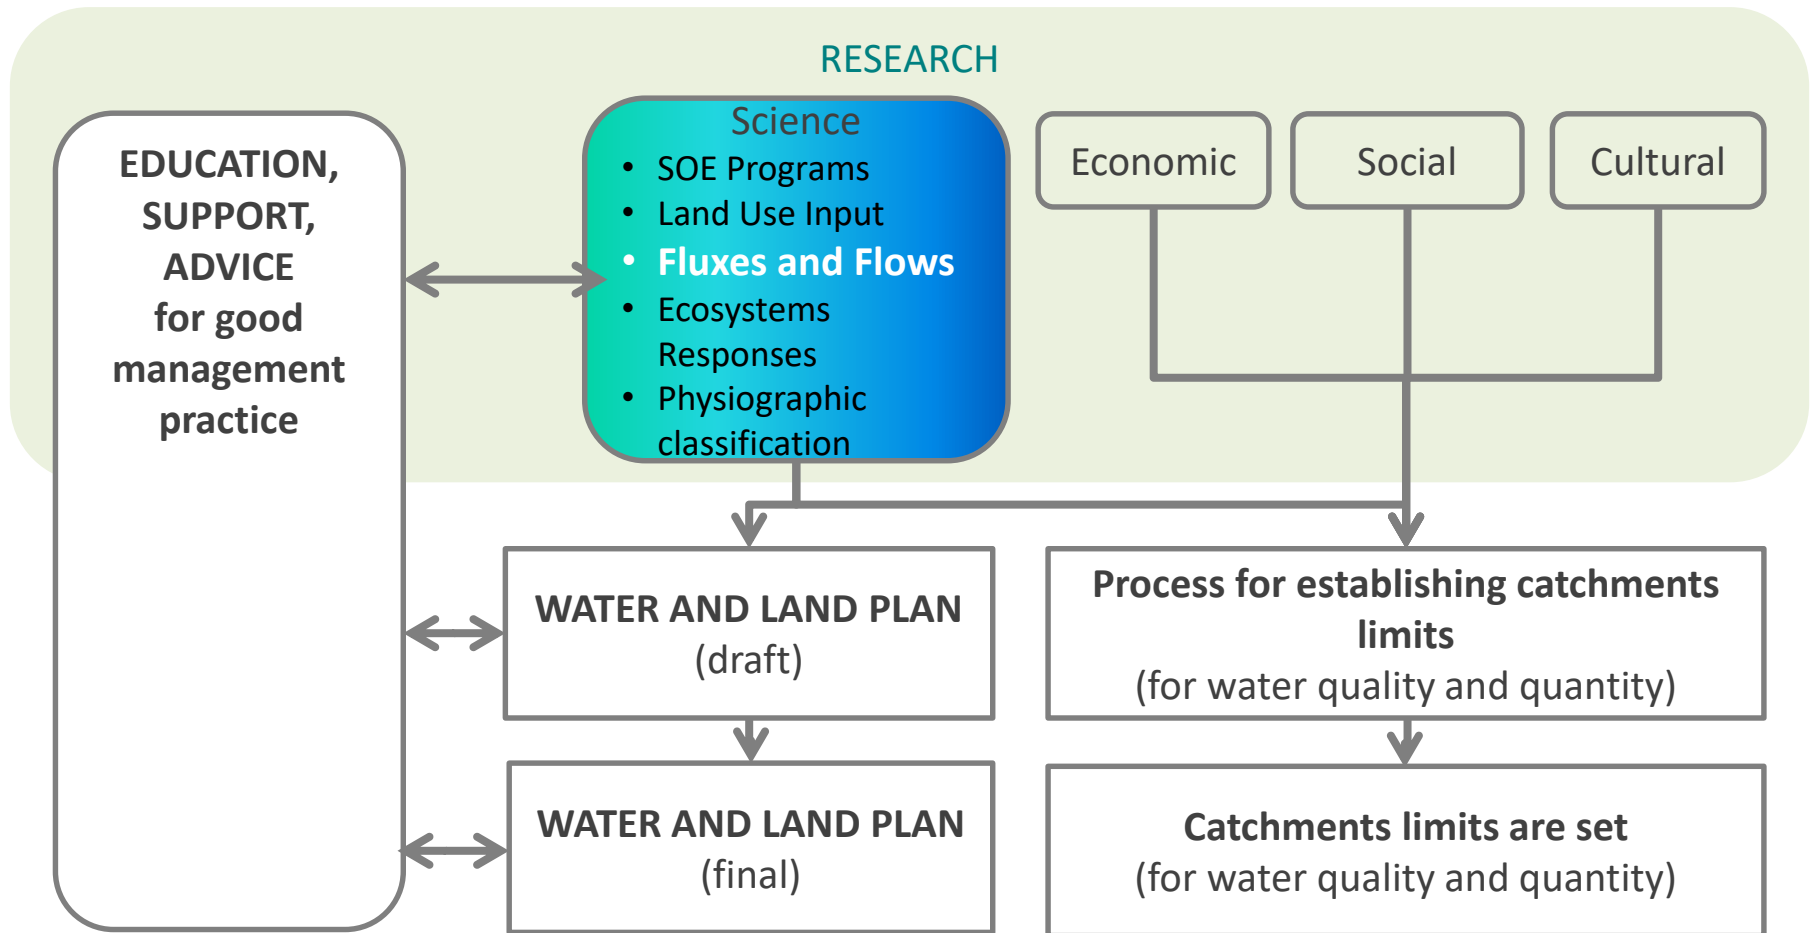 RESEARCH
EDUCATION,
SUPPORT,
ADVICE
for good
management
practice
Science
• SOE Programs
• Land Use Input
• Fluxes and Flows
• Ecosystems
Responses
• Physiographic
classification
Economic
Social
Cultural
WATER AND LAND PLAN
(draft)
Process for establishing catchments
limits
(for water quality and quantity)
WATER AND LAND PLAN
(final)
Catchments limits are set
(for water quality and quantity)